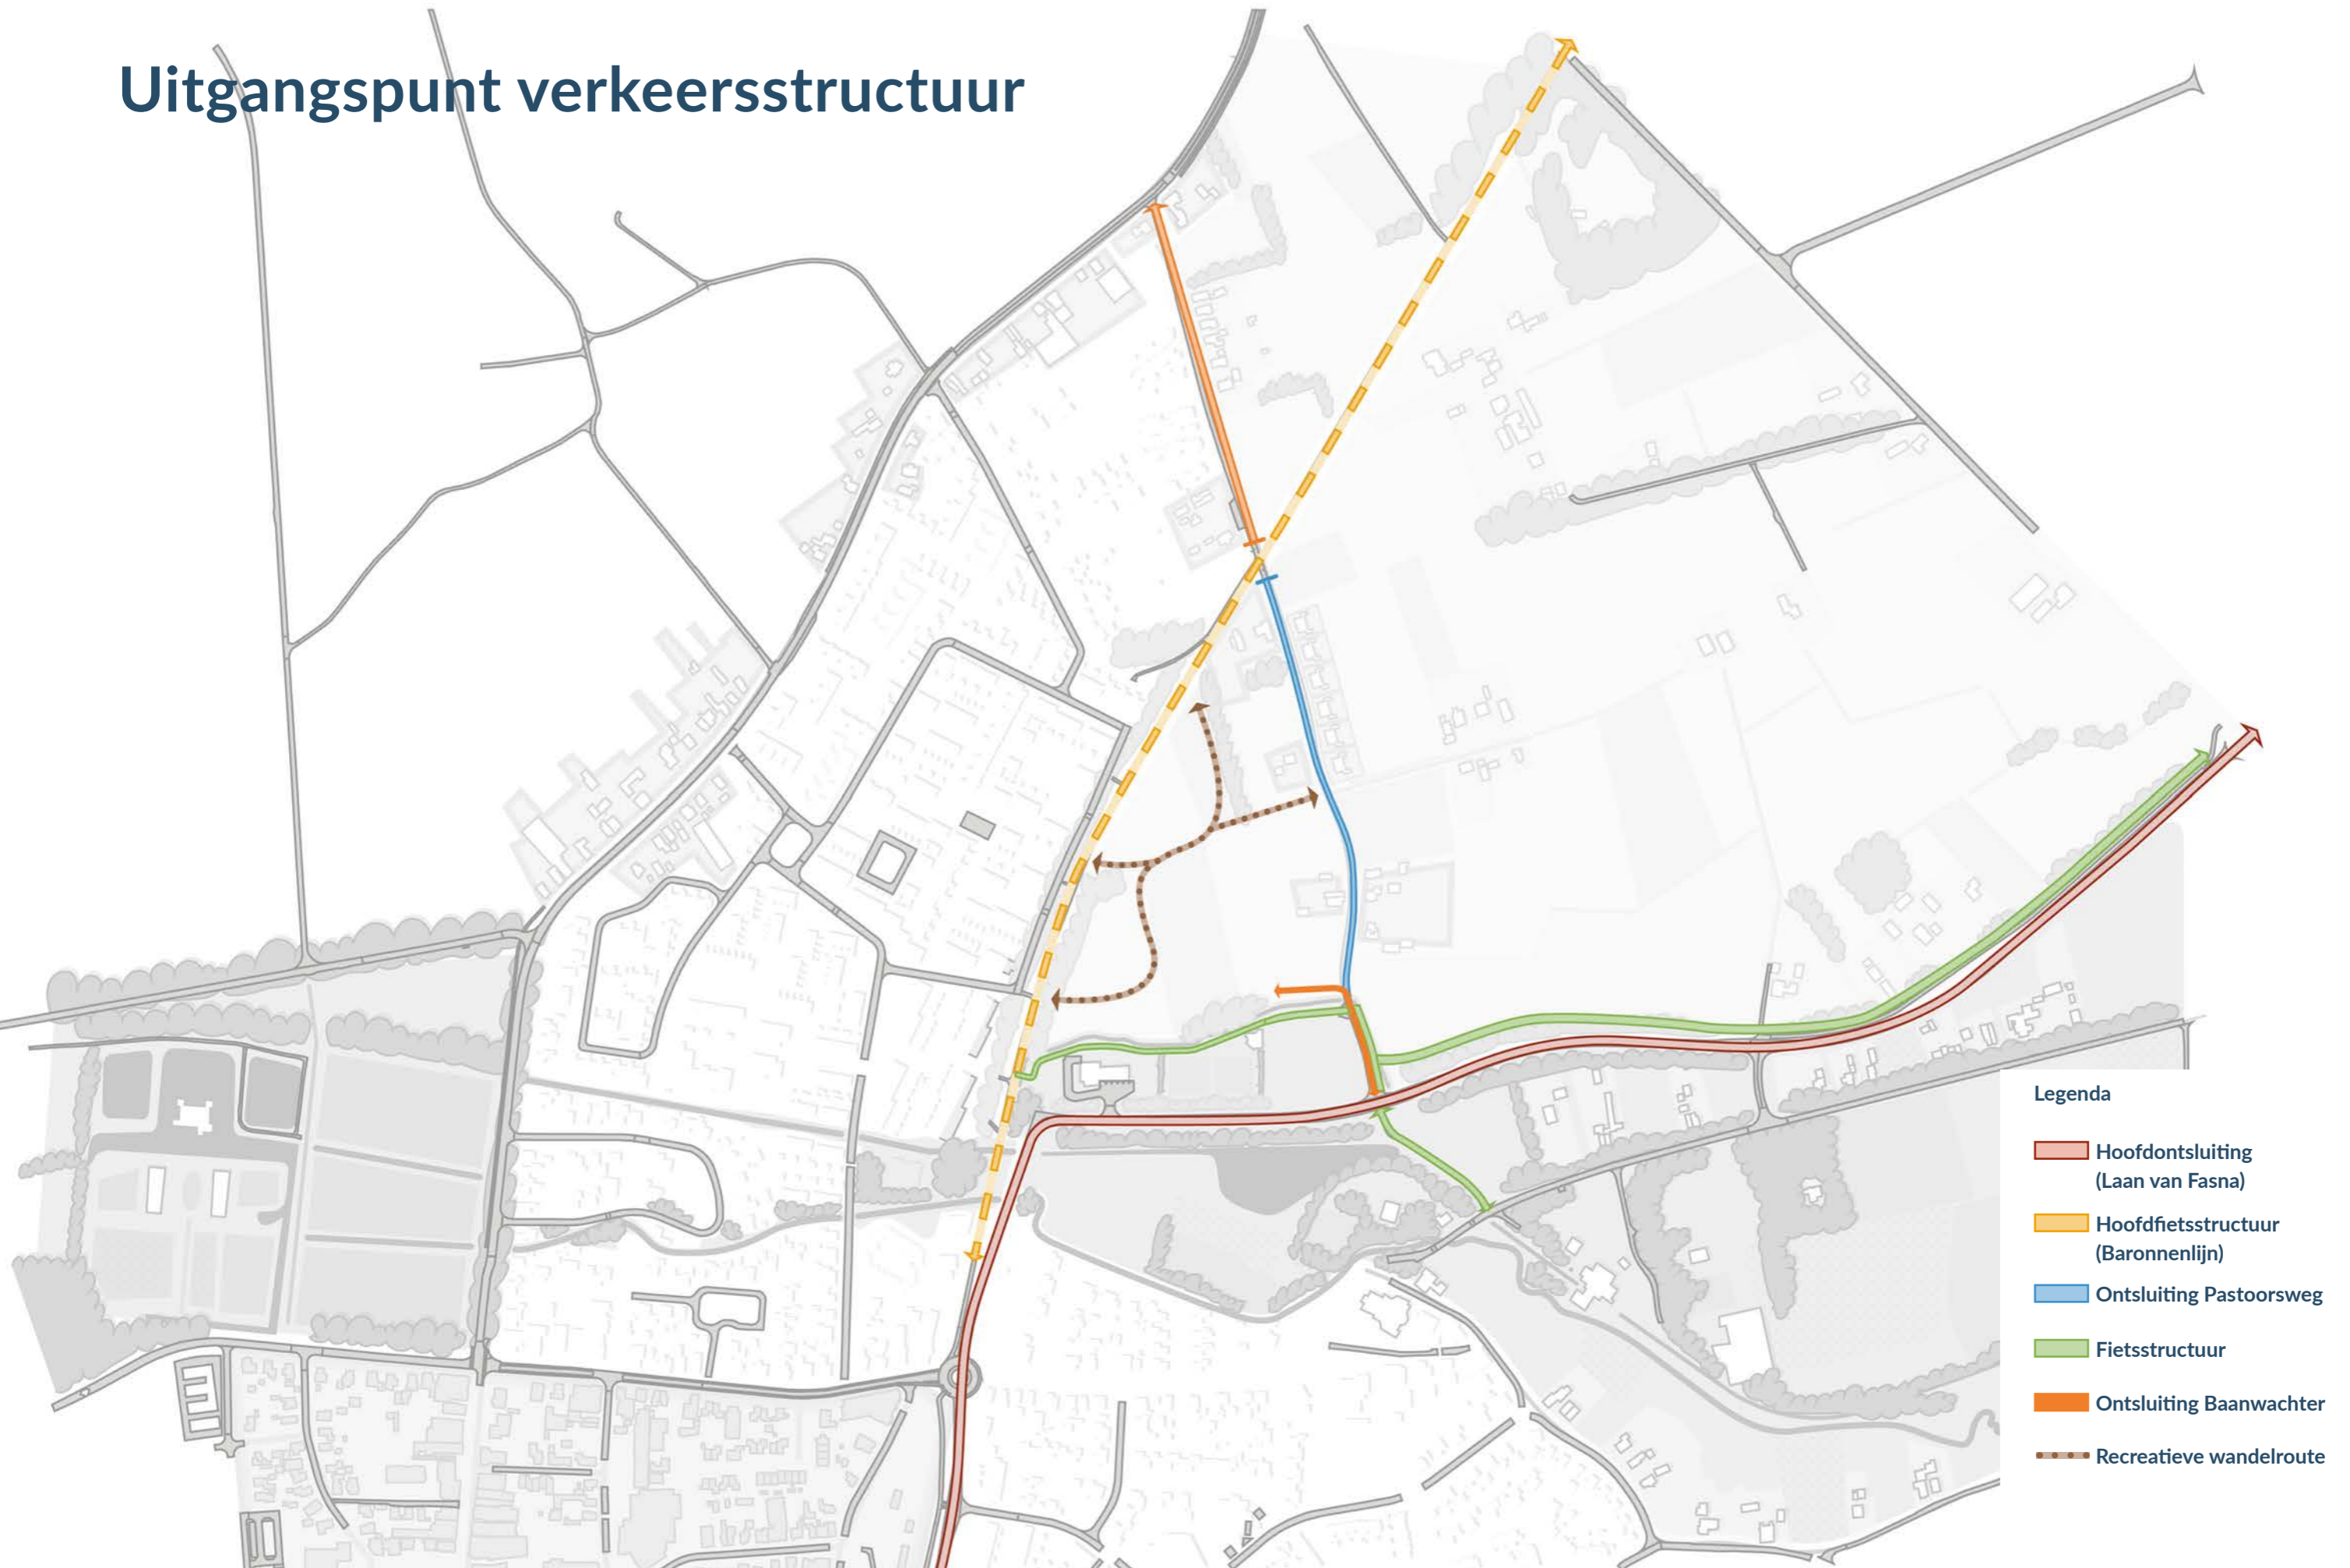 Uitgangspunt verkeersstructuur
Legenda
Hoofdontsluiting
(Laan van Fasna)
Hoofdfietsstructuur
(Baronnenlijn)
Ontsluiting Pastoorsweg
Fietsstructuur
Ontsluiting Baanwachter
Recreatieve wandelroute